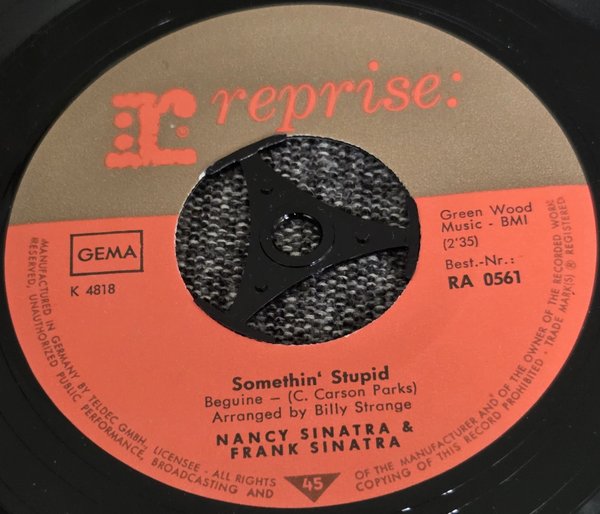 r reprise:
GEMA
K 4818
Green Wood
Music - BMI
(2'35)
Best.-Nr.:
RA 0561
Somethin' Stupid
Beguine - (C. Carson Parks)
Arranged by Billy Strange
NANCY SINATRA &
FRANK SINATRA
45
MANUFACTURED IN GERMANY BY TELDEC GMBH, LICENSEE - ALL RIGHTS OF THE MANUFACTURER AND OF THE OWNER OF THE RECORDED WORK
RESERVED, UNAUTHORIZED PUBLIC PERFORMANCE, BROADCASTING AND COPYING OF THIS RECORD PROHIBITED - TRADE MARK(S) ® REGISTERED